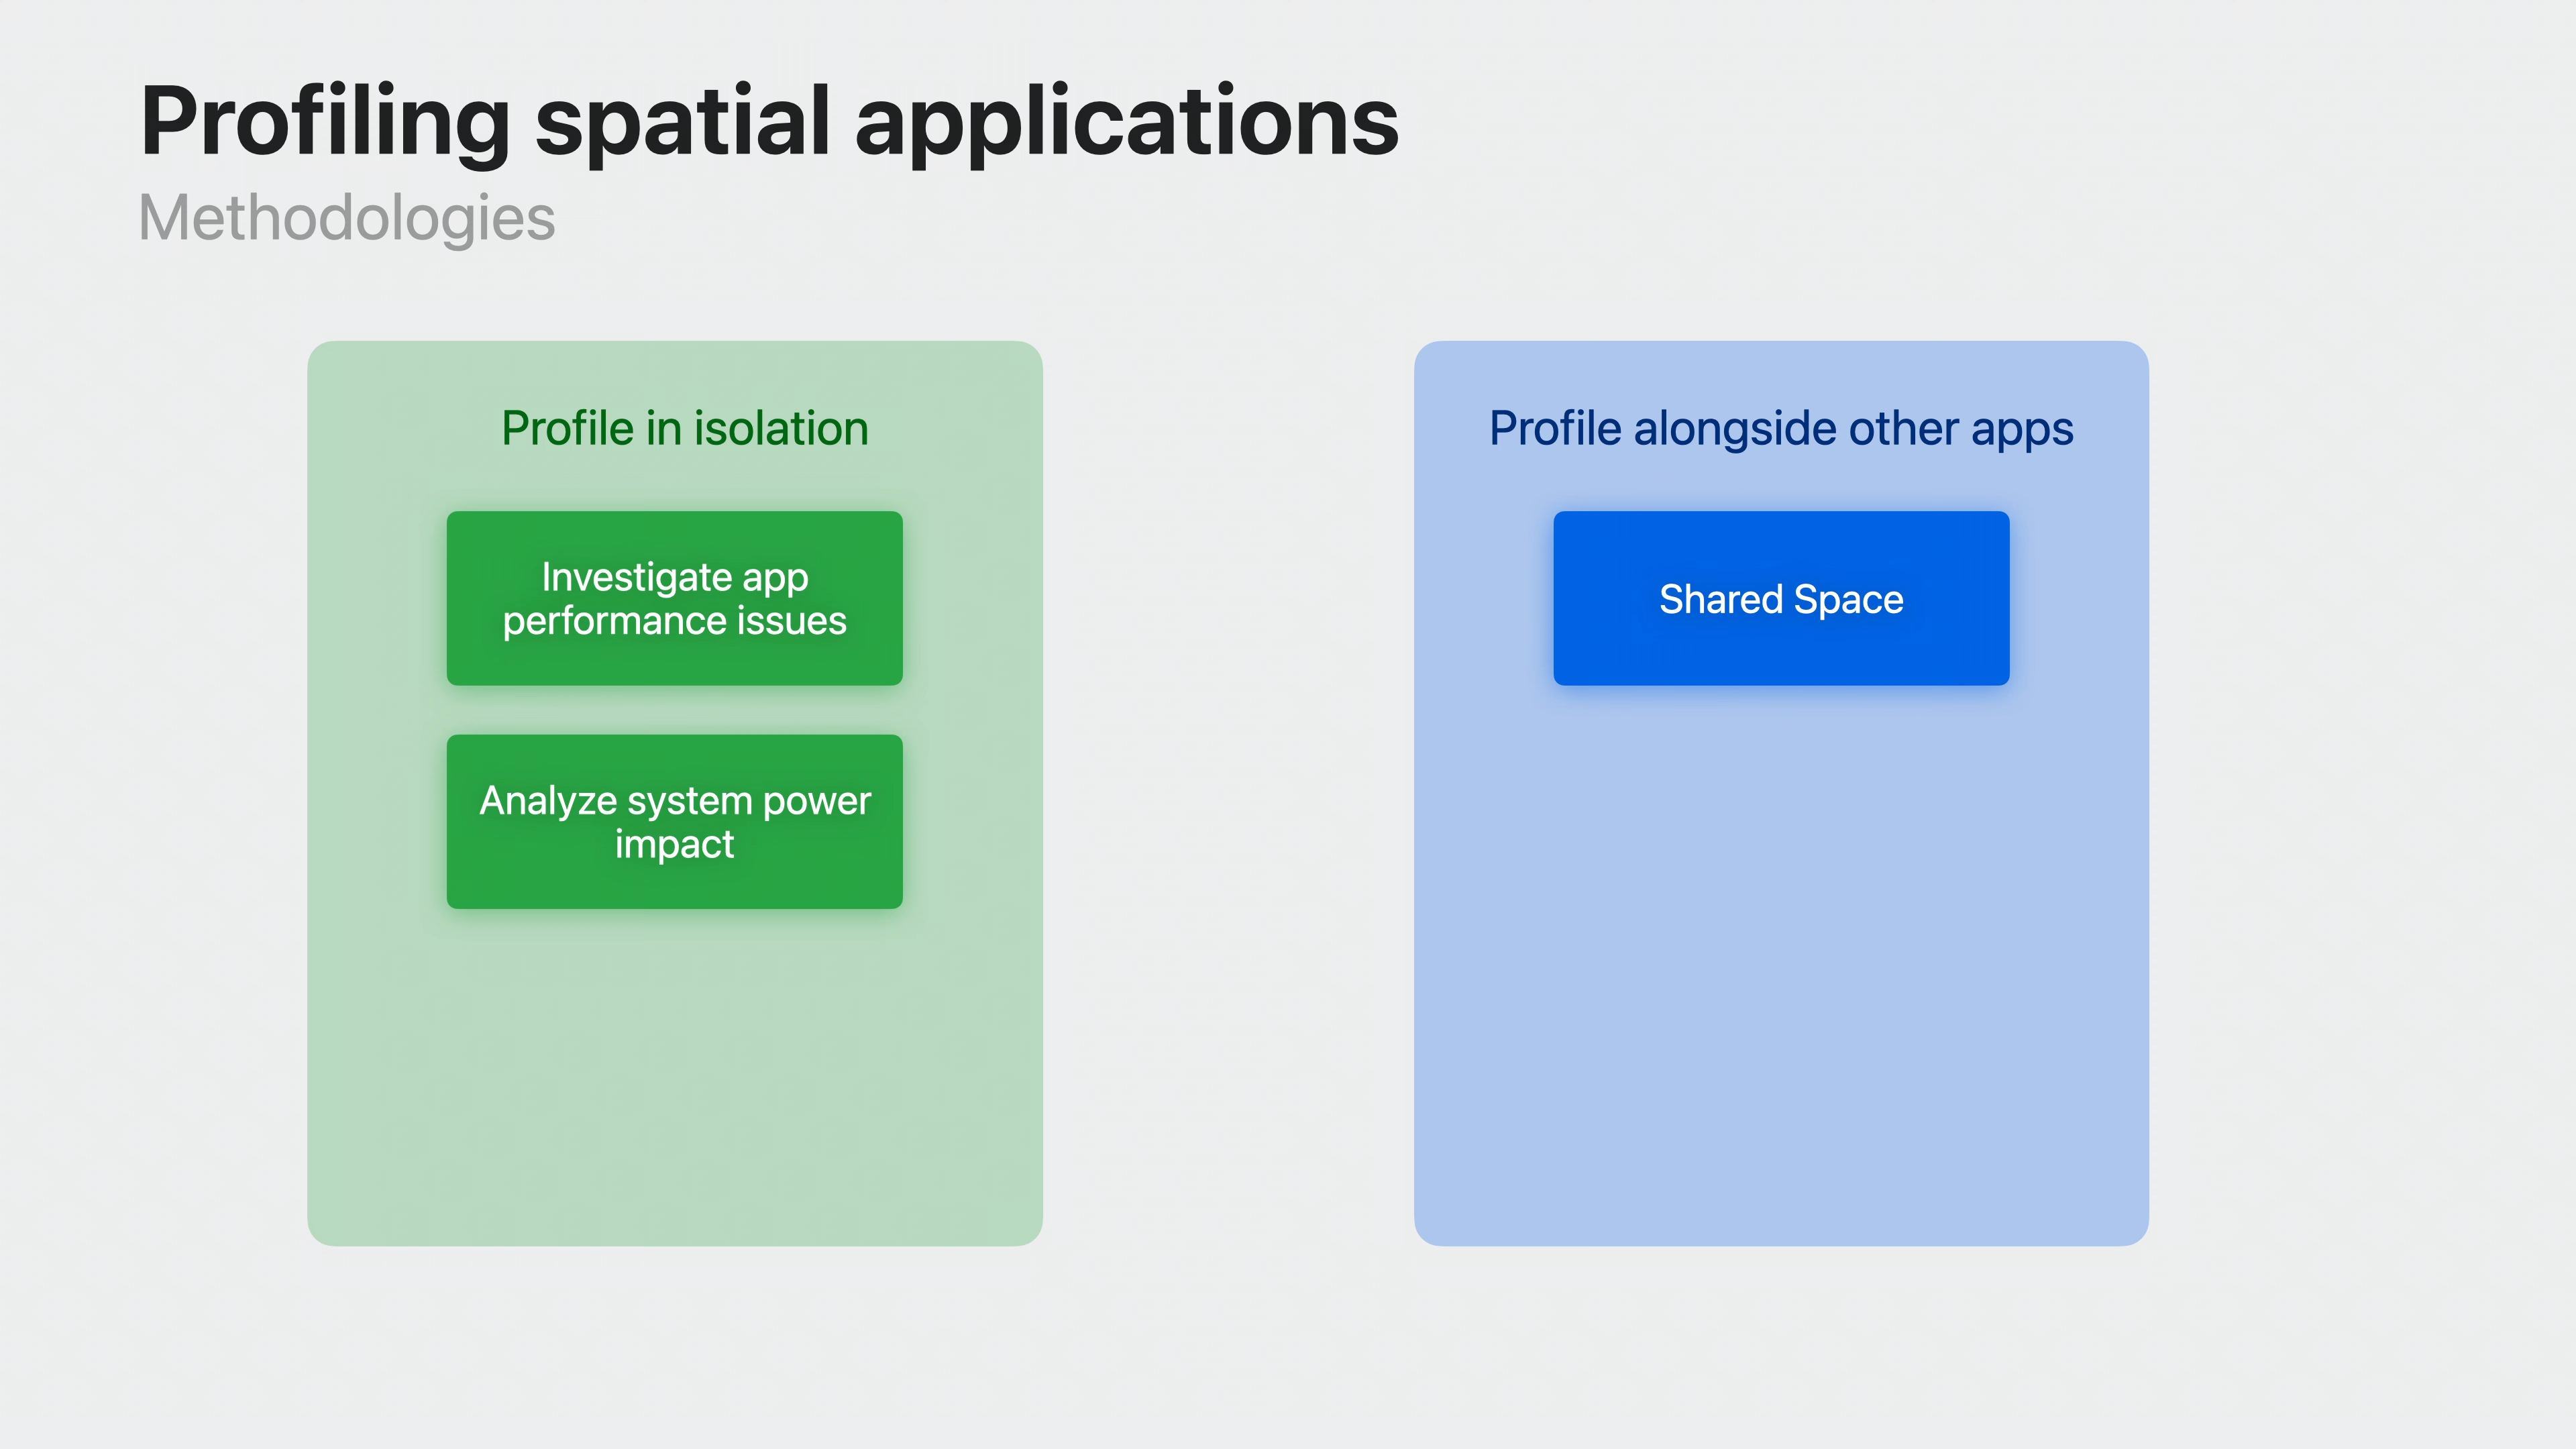 Profiling spatial applications
Methodologies
Profile in isolation
Investigate app
performance issues
Analyze system power
impact
Profile alongside other apps
Shared Space